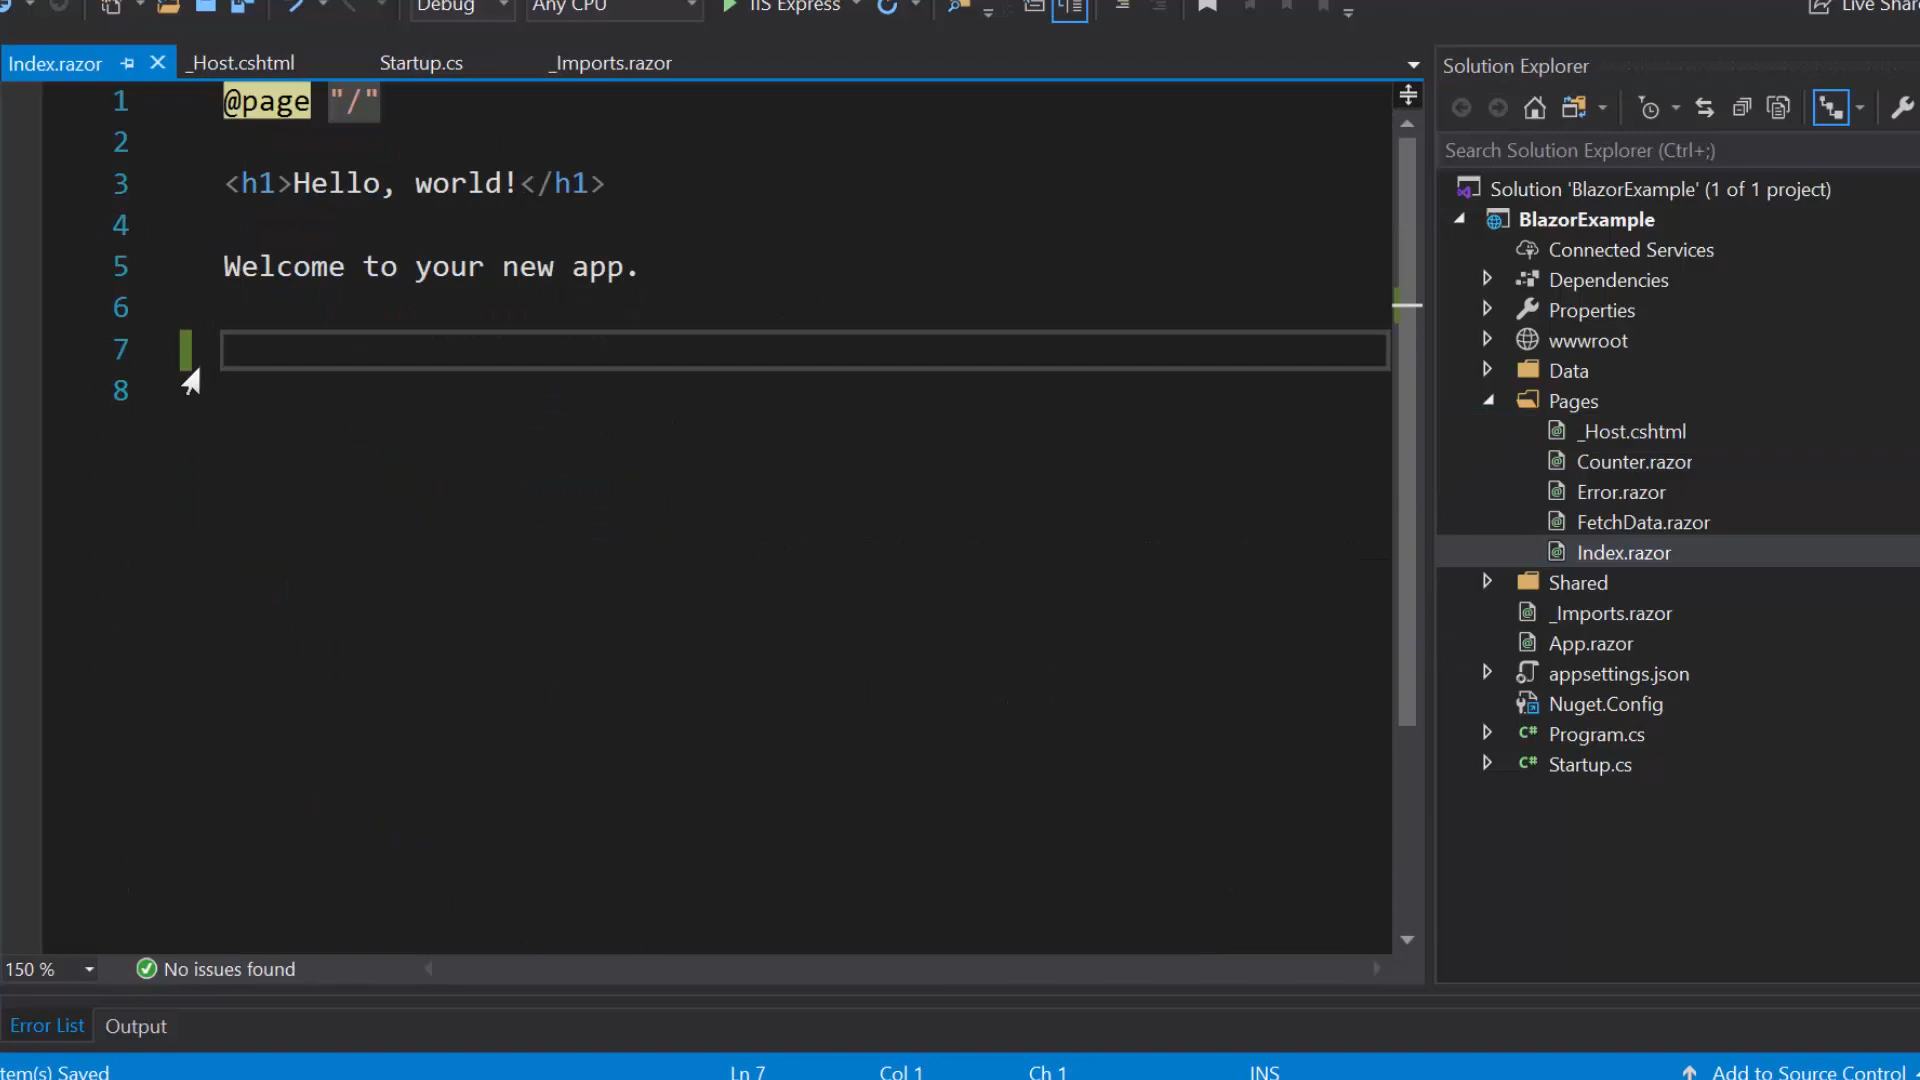 Debug Any CPU IIS Express Live Share
Index.razor _Host.cshtml Startup.cs _Imports.razor
1 @page "/"
2
3 <h1>Hello, world!</h1>
4
5 Welcome to your new app.
6
7
8
150 % No issues found
Error List Output
Solution Explorer
Search Solution Explorer (Ctrl+;)
Solution 'BlazorExample' (1 of 1 project)
BlazorExample
Connected Services
Dependencies
Properties
wwwroot
Data
Pages
_Host.cshtml
Counter.razor
Error.razor
FetchData.razor
Index.razor
Shared
_Imports.razor
App.razor
appsettings.json
Nuget.Config
C# Program.cs
C# Startup.cs
tem(s) Saved Ln 7 Col 1 Ch 1 INS Add to Source Control